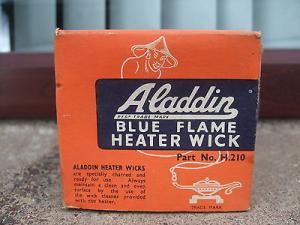 Aladdin
REGD TRADE MARK
BLUE FLAME
HEATER WICK
Part No. H.210
ALADDIN HEATER WICKS
are specially charred and
ready for use. Always
maintain a clean and even
surface by the use of
the wick cleaner provided
with the heater.
TRADE MARK